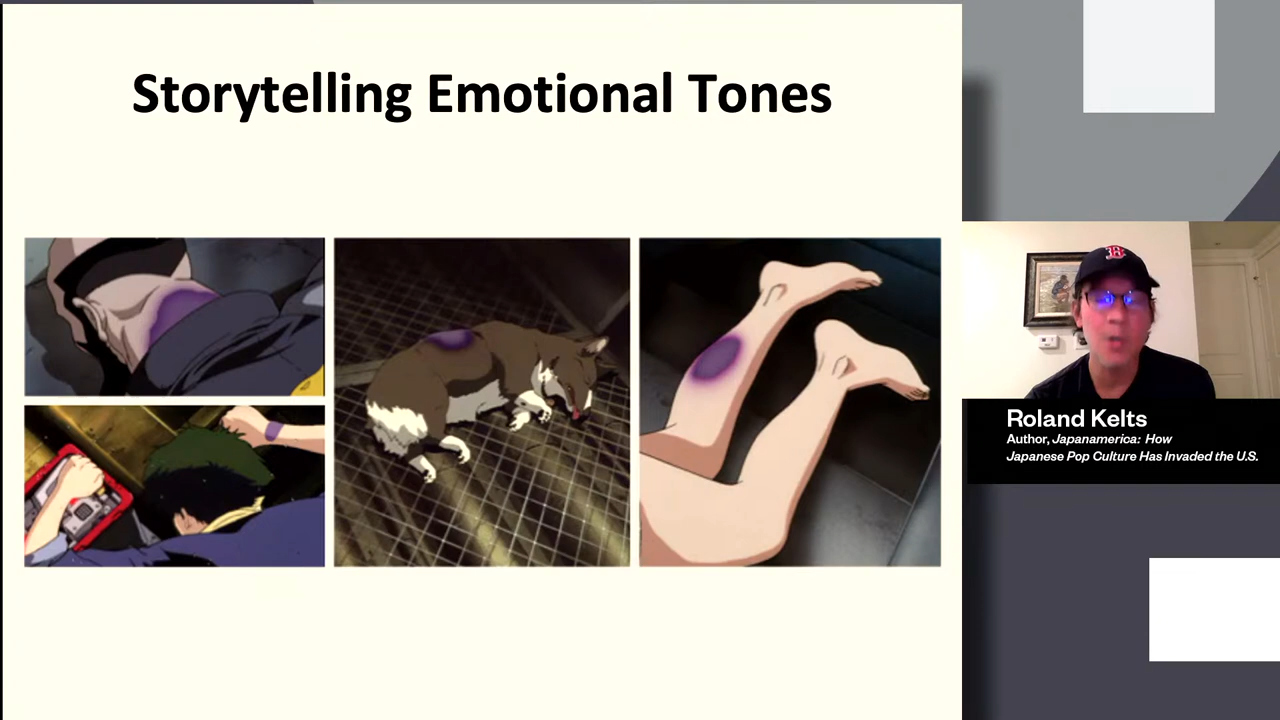 Storytelling Emotional Tones
B
Roland Kelts
Author, Japanamerica: How
Japanese Pop Culture Has Invaded the U.S.